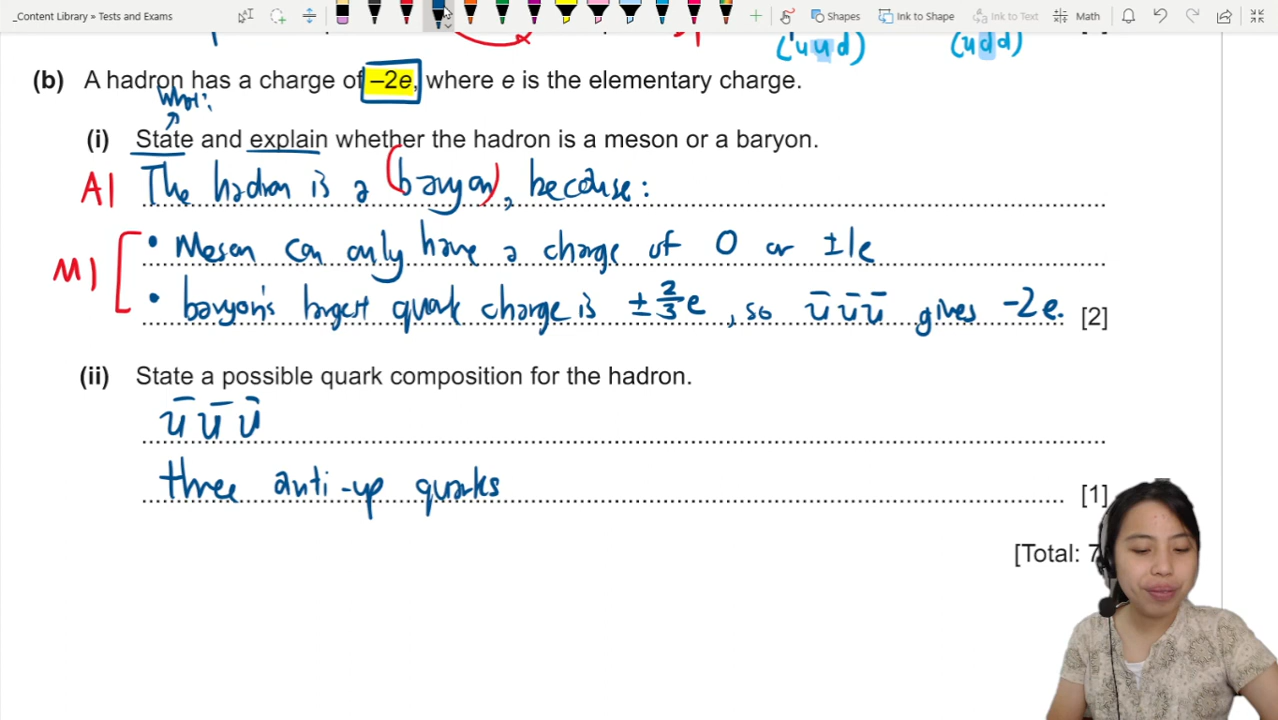 _Content Library » Tests and Exams
Shapes
Ink to Shape
Ink to Text
Math
(uud) (udd)
(b) A hadron has a charge of –2e, where e is the elementary charge.
(i) State and explain whether the hadron is a meson or a baryon.
A1 The hadron is a (baryon), because:
M1 • Meson can only have a charge of 0 or ±1e
• baryon's largest quark charge is ± 2/3 e, so u̅ u̅ u̅ gives -2e. [2]
(ii) State a possible quark composition for the hadron.
u̅ u̅ u̅
three anti-up quarks
[1]
[Total: 7